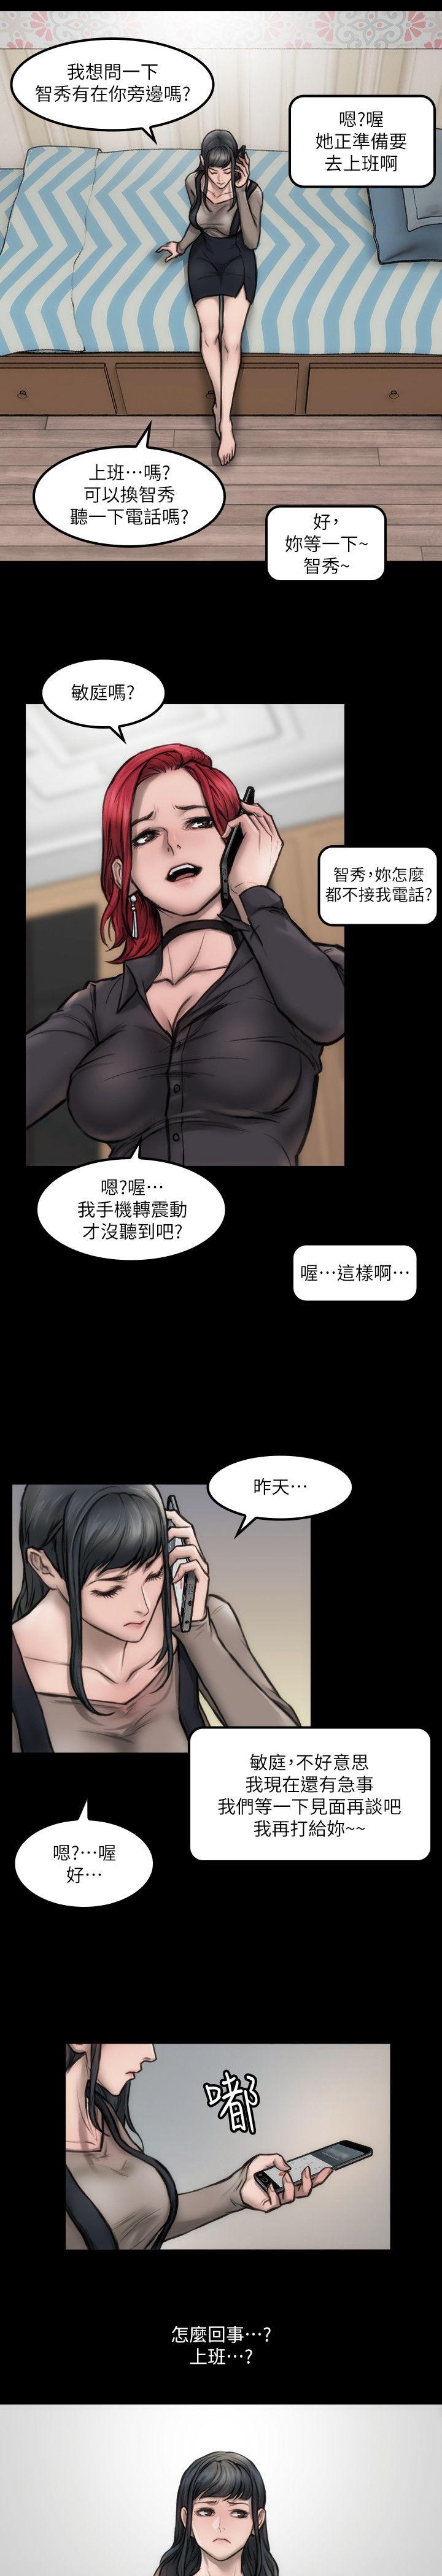 我想問一下
智秀有在你旁邊嗎?
嗯?喔
她正準備要
去上班啊
上班…嗎?
可以換智秀
聽一下電話嗎?
好,
妳等一下~
智秀~
敏庭嗎?
智秀,妳怎麼
都不接我電話?
嗯?喔…
我手機轉震動
才沒聽到吧?
喔…這樣啊…
昨天…
敏庭,不好意思
我現在還有急事
我們等一下見面再談吧
我再打給妳~~
嗯?…喔
好…
嘟
怎麼回事…?
上班…?